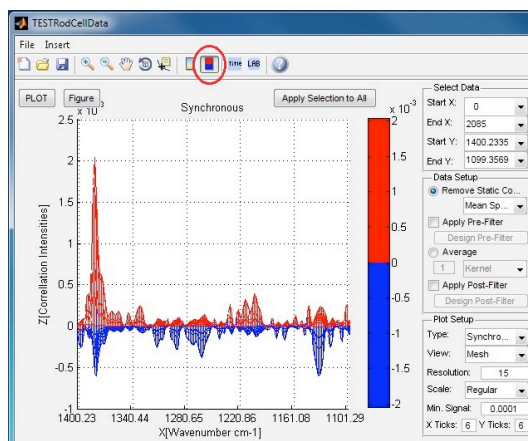 TESTRodCellData
File Insert
Title LAB
PLOT Figure Synchronous Apply Selection to All
x 10⁻³
2.5
2
1.5
1
0.5
0
-0.5
-1
Z[Correllation Intensities]
1400.23 1340.44 1280.65 1220.86 1161.08 1101.29
X[Wavenumber cm-1]
x 10⁻³
2
1.5
1
0.5
0
-0.5
-1
-1.5
-2
Select Data
Start X: 0
End X: 2085
Start Y: 1400.2335
End Y: 1099.3569
Data Setup
Remove Static Co...
Mean Sp...
Apply Pre-Filter
Design Pre-Filter
Average
1 Kernel
Apply Post-Filter
Design Post-Filter
Plot Setup
Type: Synchro...
View: Mesh
Resolution: 15
Scale: Regular
Min. Signal: 0.0001
X Ticks: 6 Y Ticks: 6